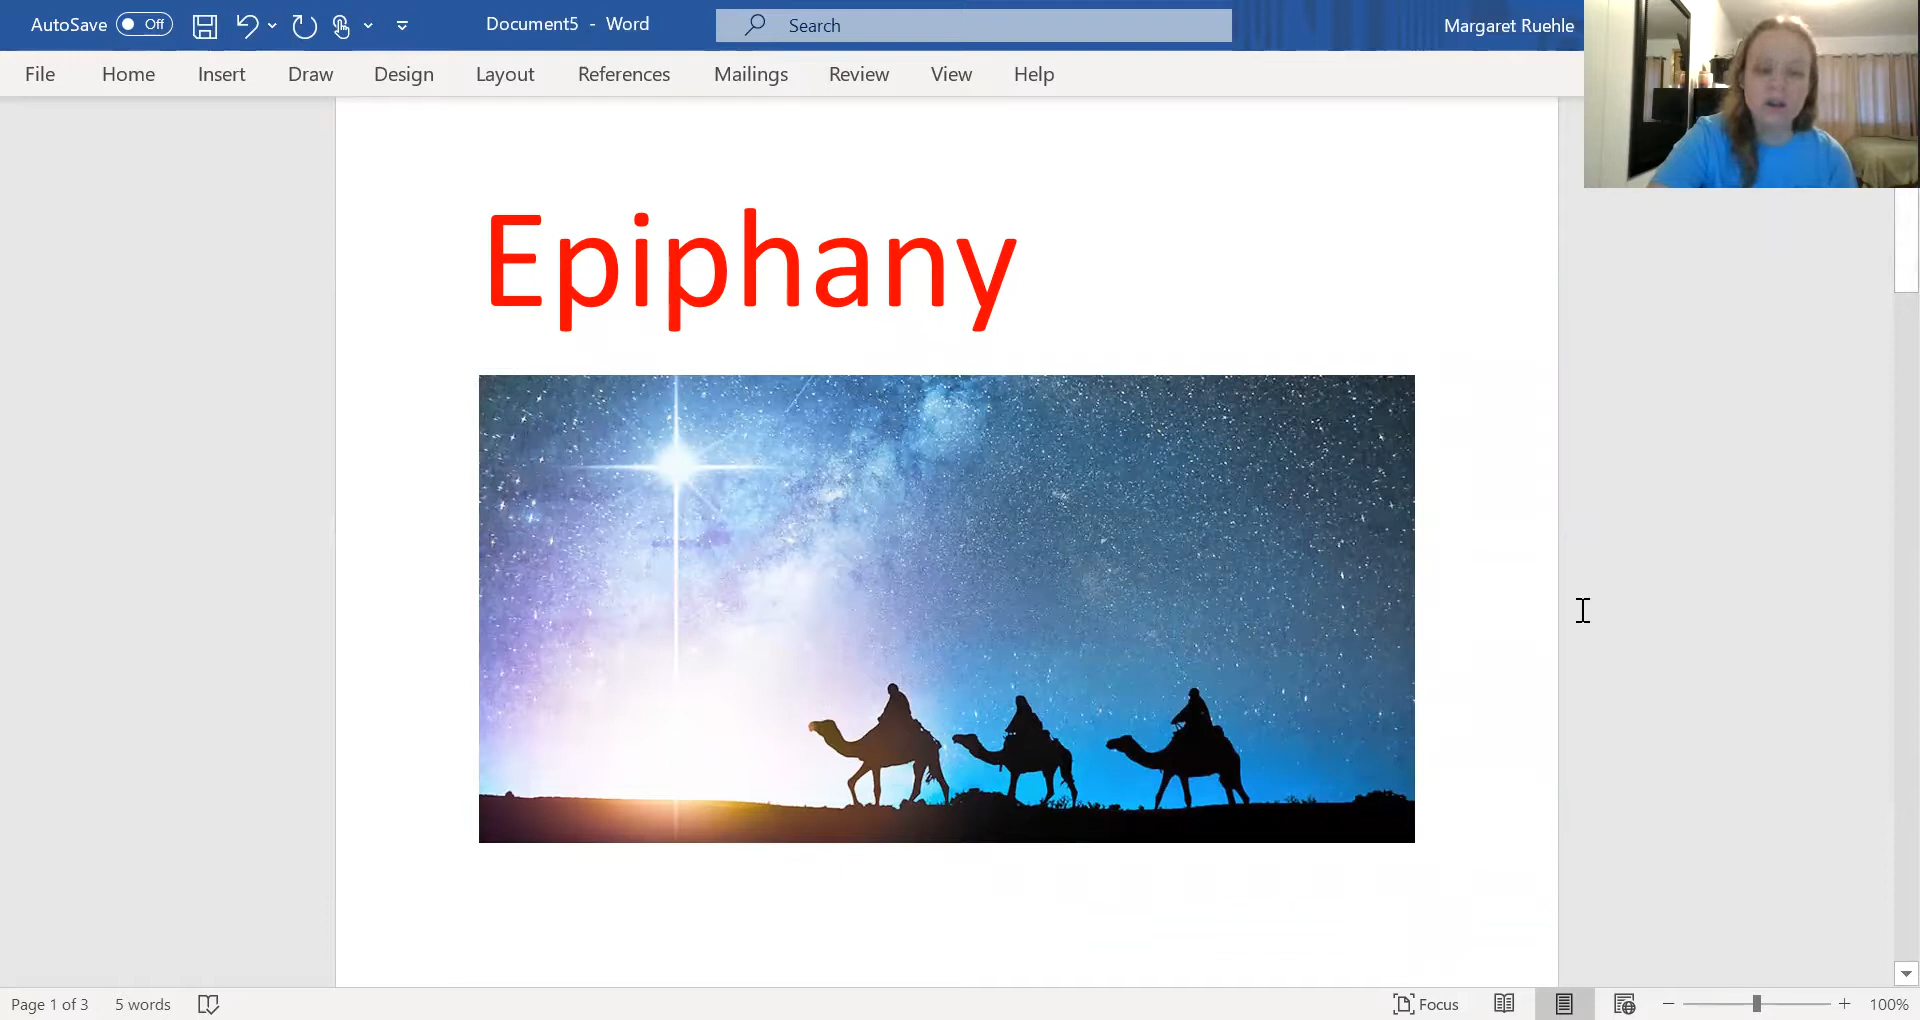 AutoSave Off Document5 - Word Search Margaret Ruehle
File Home Insert Draw Design Layout References Mailings Review View Help
Epiphany
Page 1 of 3 5 words Focus 100%